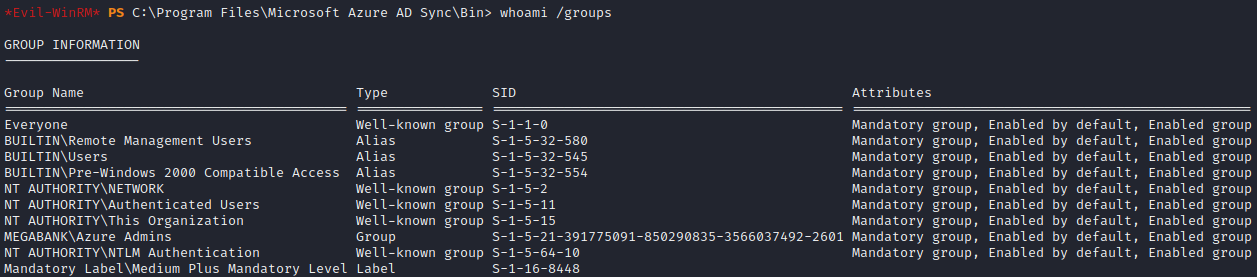 *Evil-WinRM* PS C:\Program Files\Microsoft Azure AD Sync\Bin> whoami /groups
GROUP INFORMATION
-----------------
Group Name Type SID Attributes
========================================== ================ ============================================ ==================================================
Everyone Well-known group S-1-1-0 Mandatory group, Enabled by default, Enabled group
BUILTIN\Remote Management Users Alias S-1-5-32-580 Mandatory group, Enabled by default, Enabled group
BUILTIN\Users Alias S-1-5-32-545 Mandatory group, Enabled by default, Enabled group
BUILTIN\Pre-Windows 2000 Compatible Access Alias S-1-5-32-554 Mandatory group, Enabled by default, Enabled group
NT AUTHORITY\NETWORK Well-known group S-1-5-2 Mandatory group, Enabled by default, Enabled group
NT AUTHORITY\Authenticated Users Well-known group S-1-5-11 Mandatory group, Enabled by default, Enabled group
NT AUTHORITY\This Organization Well-known group S-1-5-15 Mandatory group, Enabled by default, Enabled group
MEGABANK\Azure Admins Group S-1-5-21-391775091-850290835-3566037492-2601 Mandatory group, Enabled by default, Enabled group
NT AUTHORITY\NTLM Authentication Well-known group S-1-5-64-10 Mandatory group, Enabled by default, Enabled group
Mandatory Label\Medium Plus Mandatory Level Label S-1-16-8448